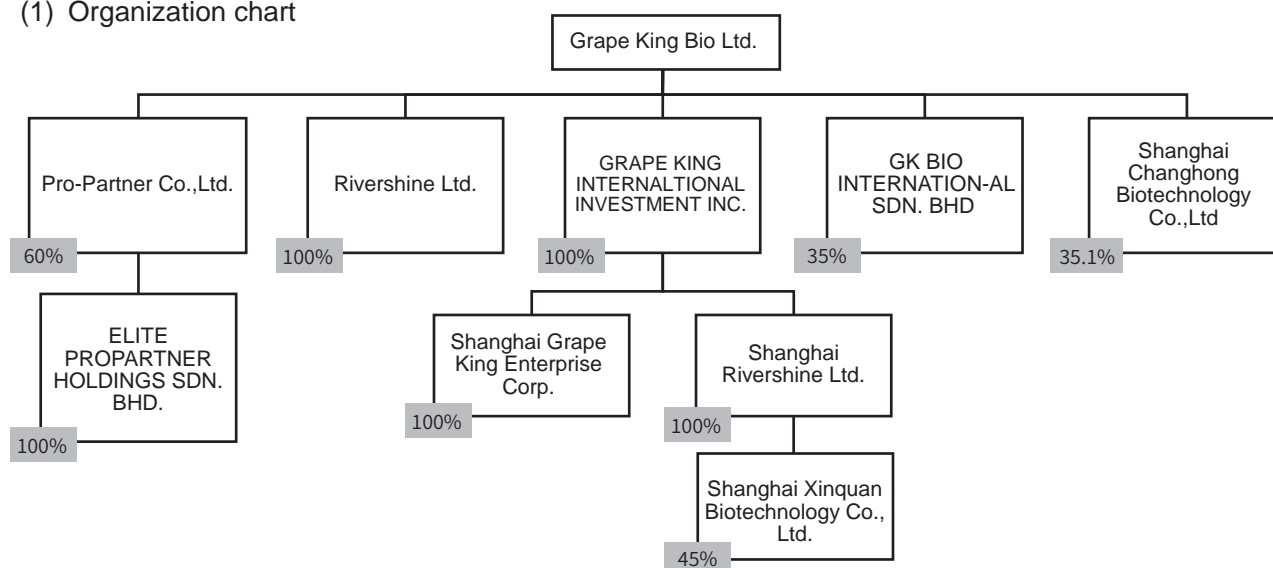 (1) Organization chart
Grape King Bio Ltd.
Pro-Partner Co.,Ltd.
60%
Rivershine Ltd.
100%
GRAPE KING
INTERNALTIONAL
INVESTMENT INC.
100%
GK BIO
INTERNATION-AL
SDN. BHD
35%
Shanghai
Changhong
Biotechnology
Co.,Ltd
35.1%
ELITE
PROPARTNER
HOLDINGS SDN.
BHD.
100%
Shanghai Grape
King Enterprise
Corp.
100%
Shanghai
Rivershine Ltd.
100%
Shanghai Xinquan
Biotechnology Co.,
Ltd.
45%